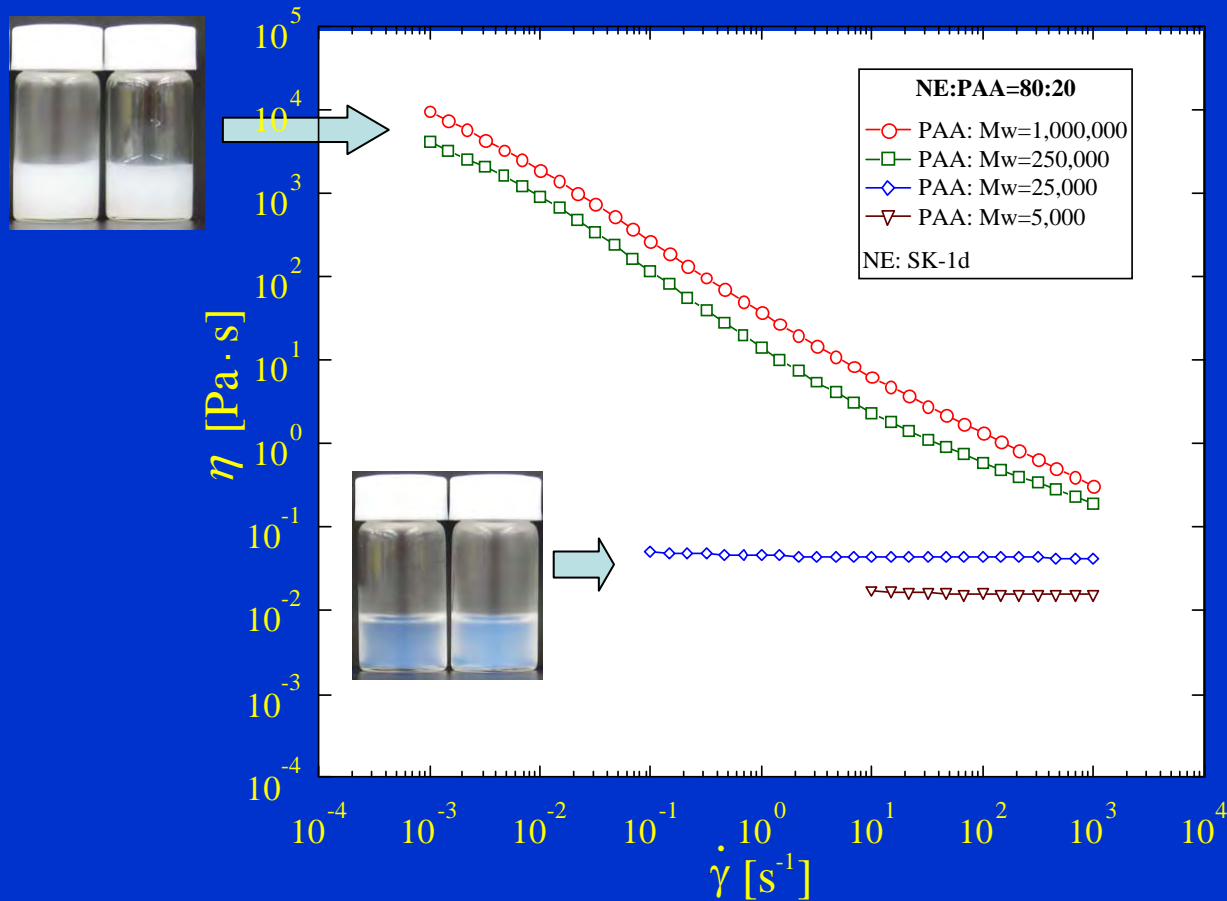 10^5
10^4
10^3
10^2
10^1
10^0
10^-1
10^-2
10^-3
10^-4
η [Pa·s]
NE:PAA=80:20
PAA: Mw=1,000,000
PAA: Mw=250,000
PAA: Mw=25,000
PAA: Mw=5,000
NE: SK-1d
10^-4 10^-3 10^-2 10^-1 10^0 10^1 10^2 10^3 10^4
γ̇ [s^-1]